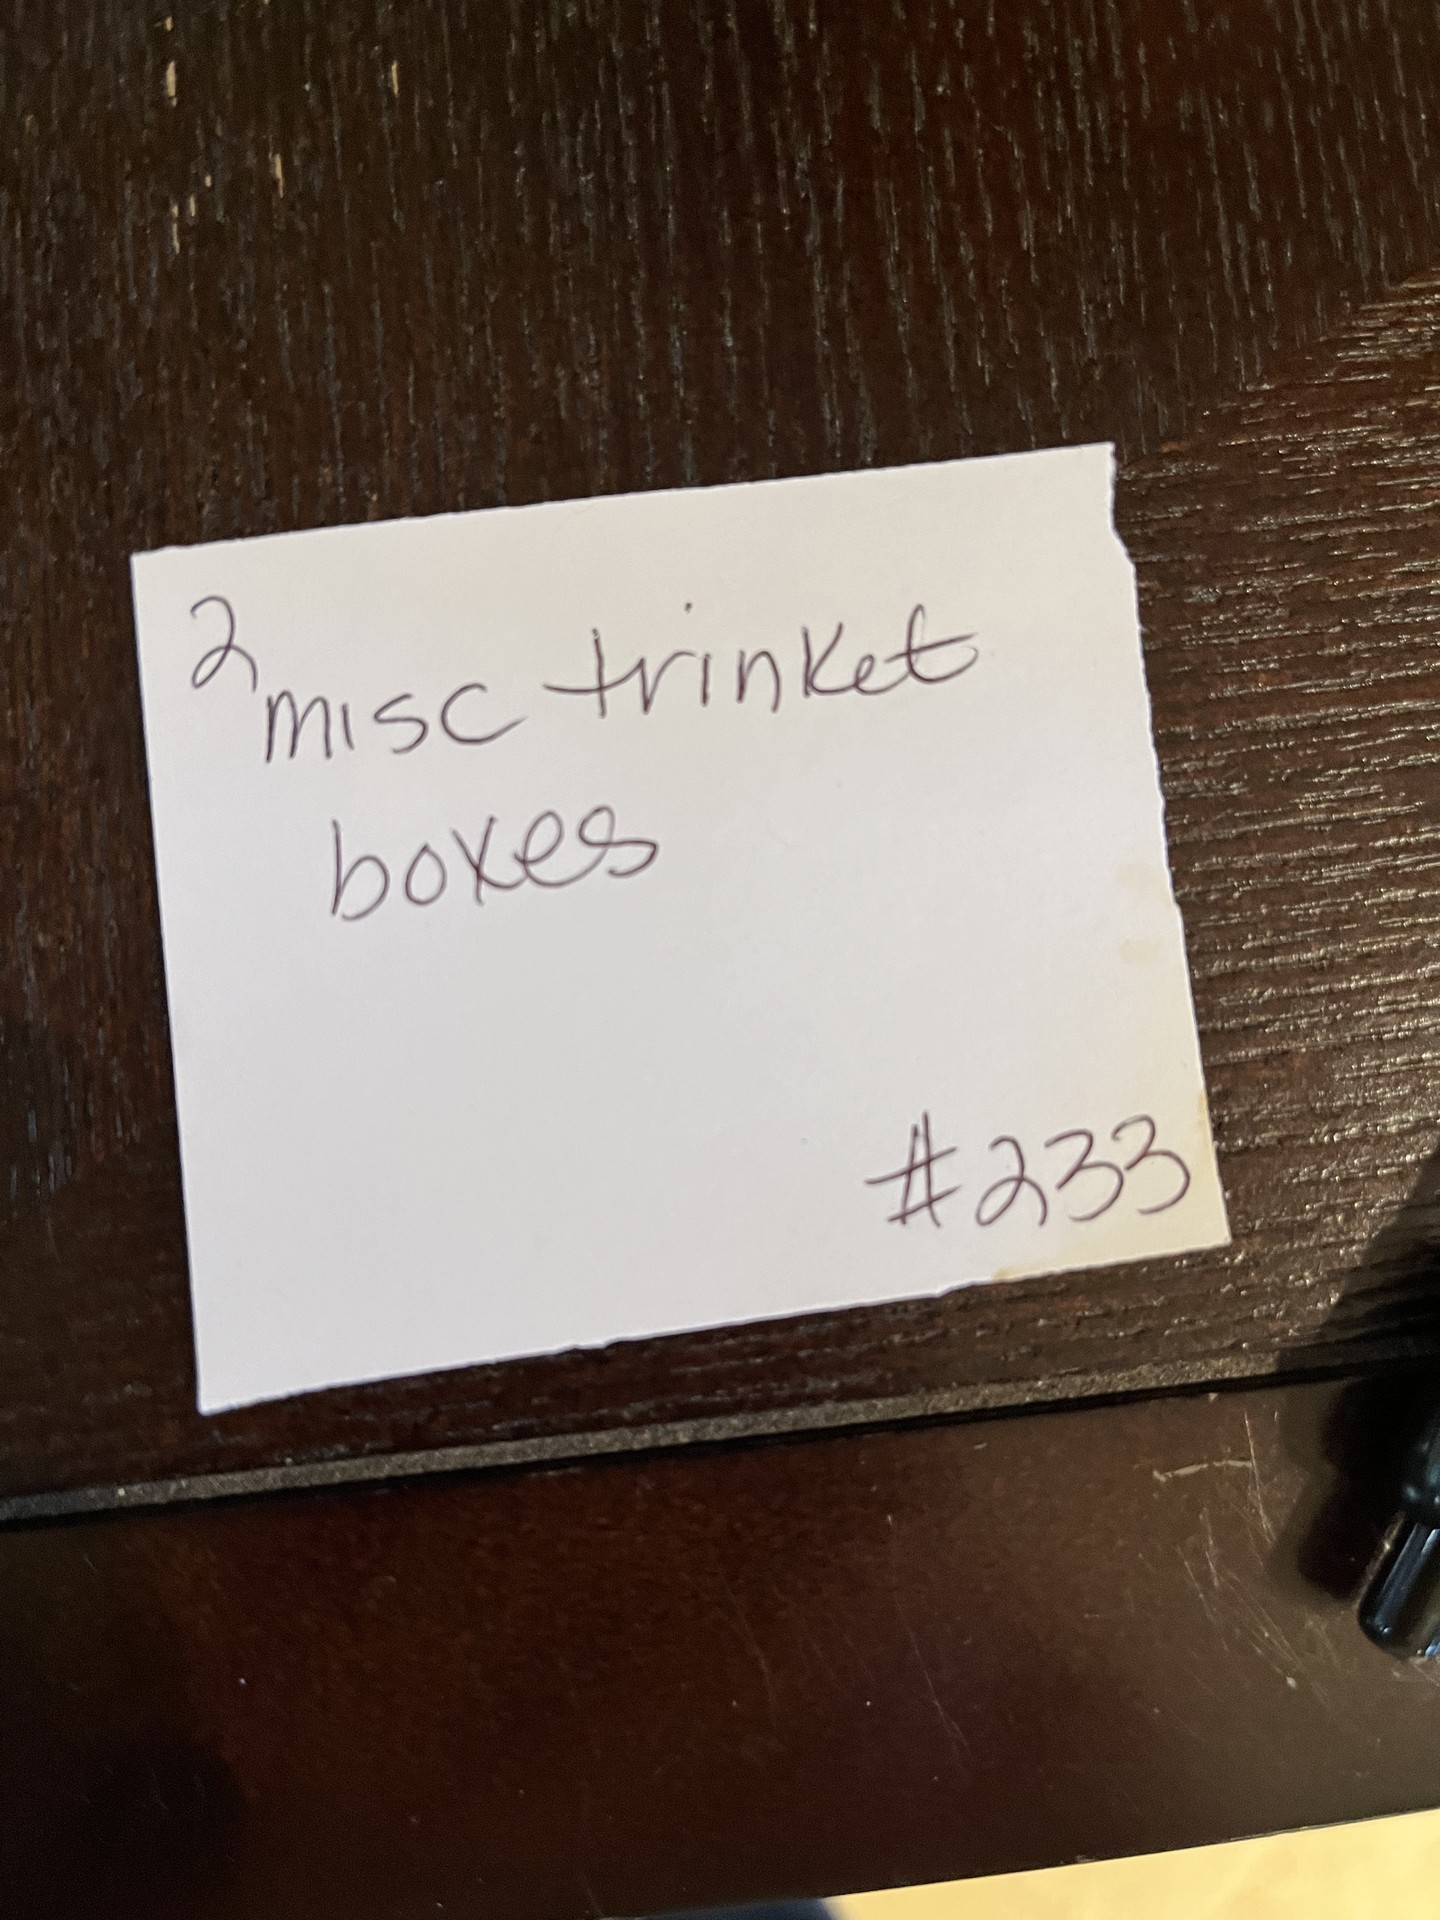 2 misc trinket
boxes
#233